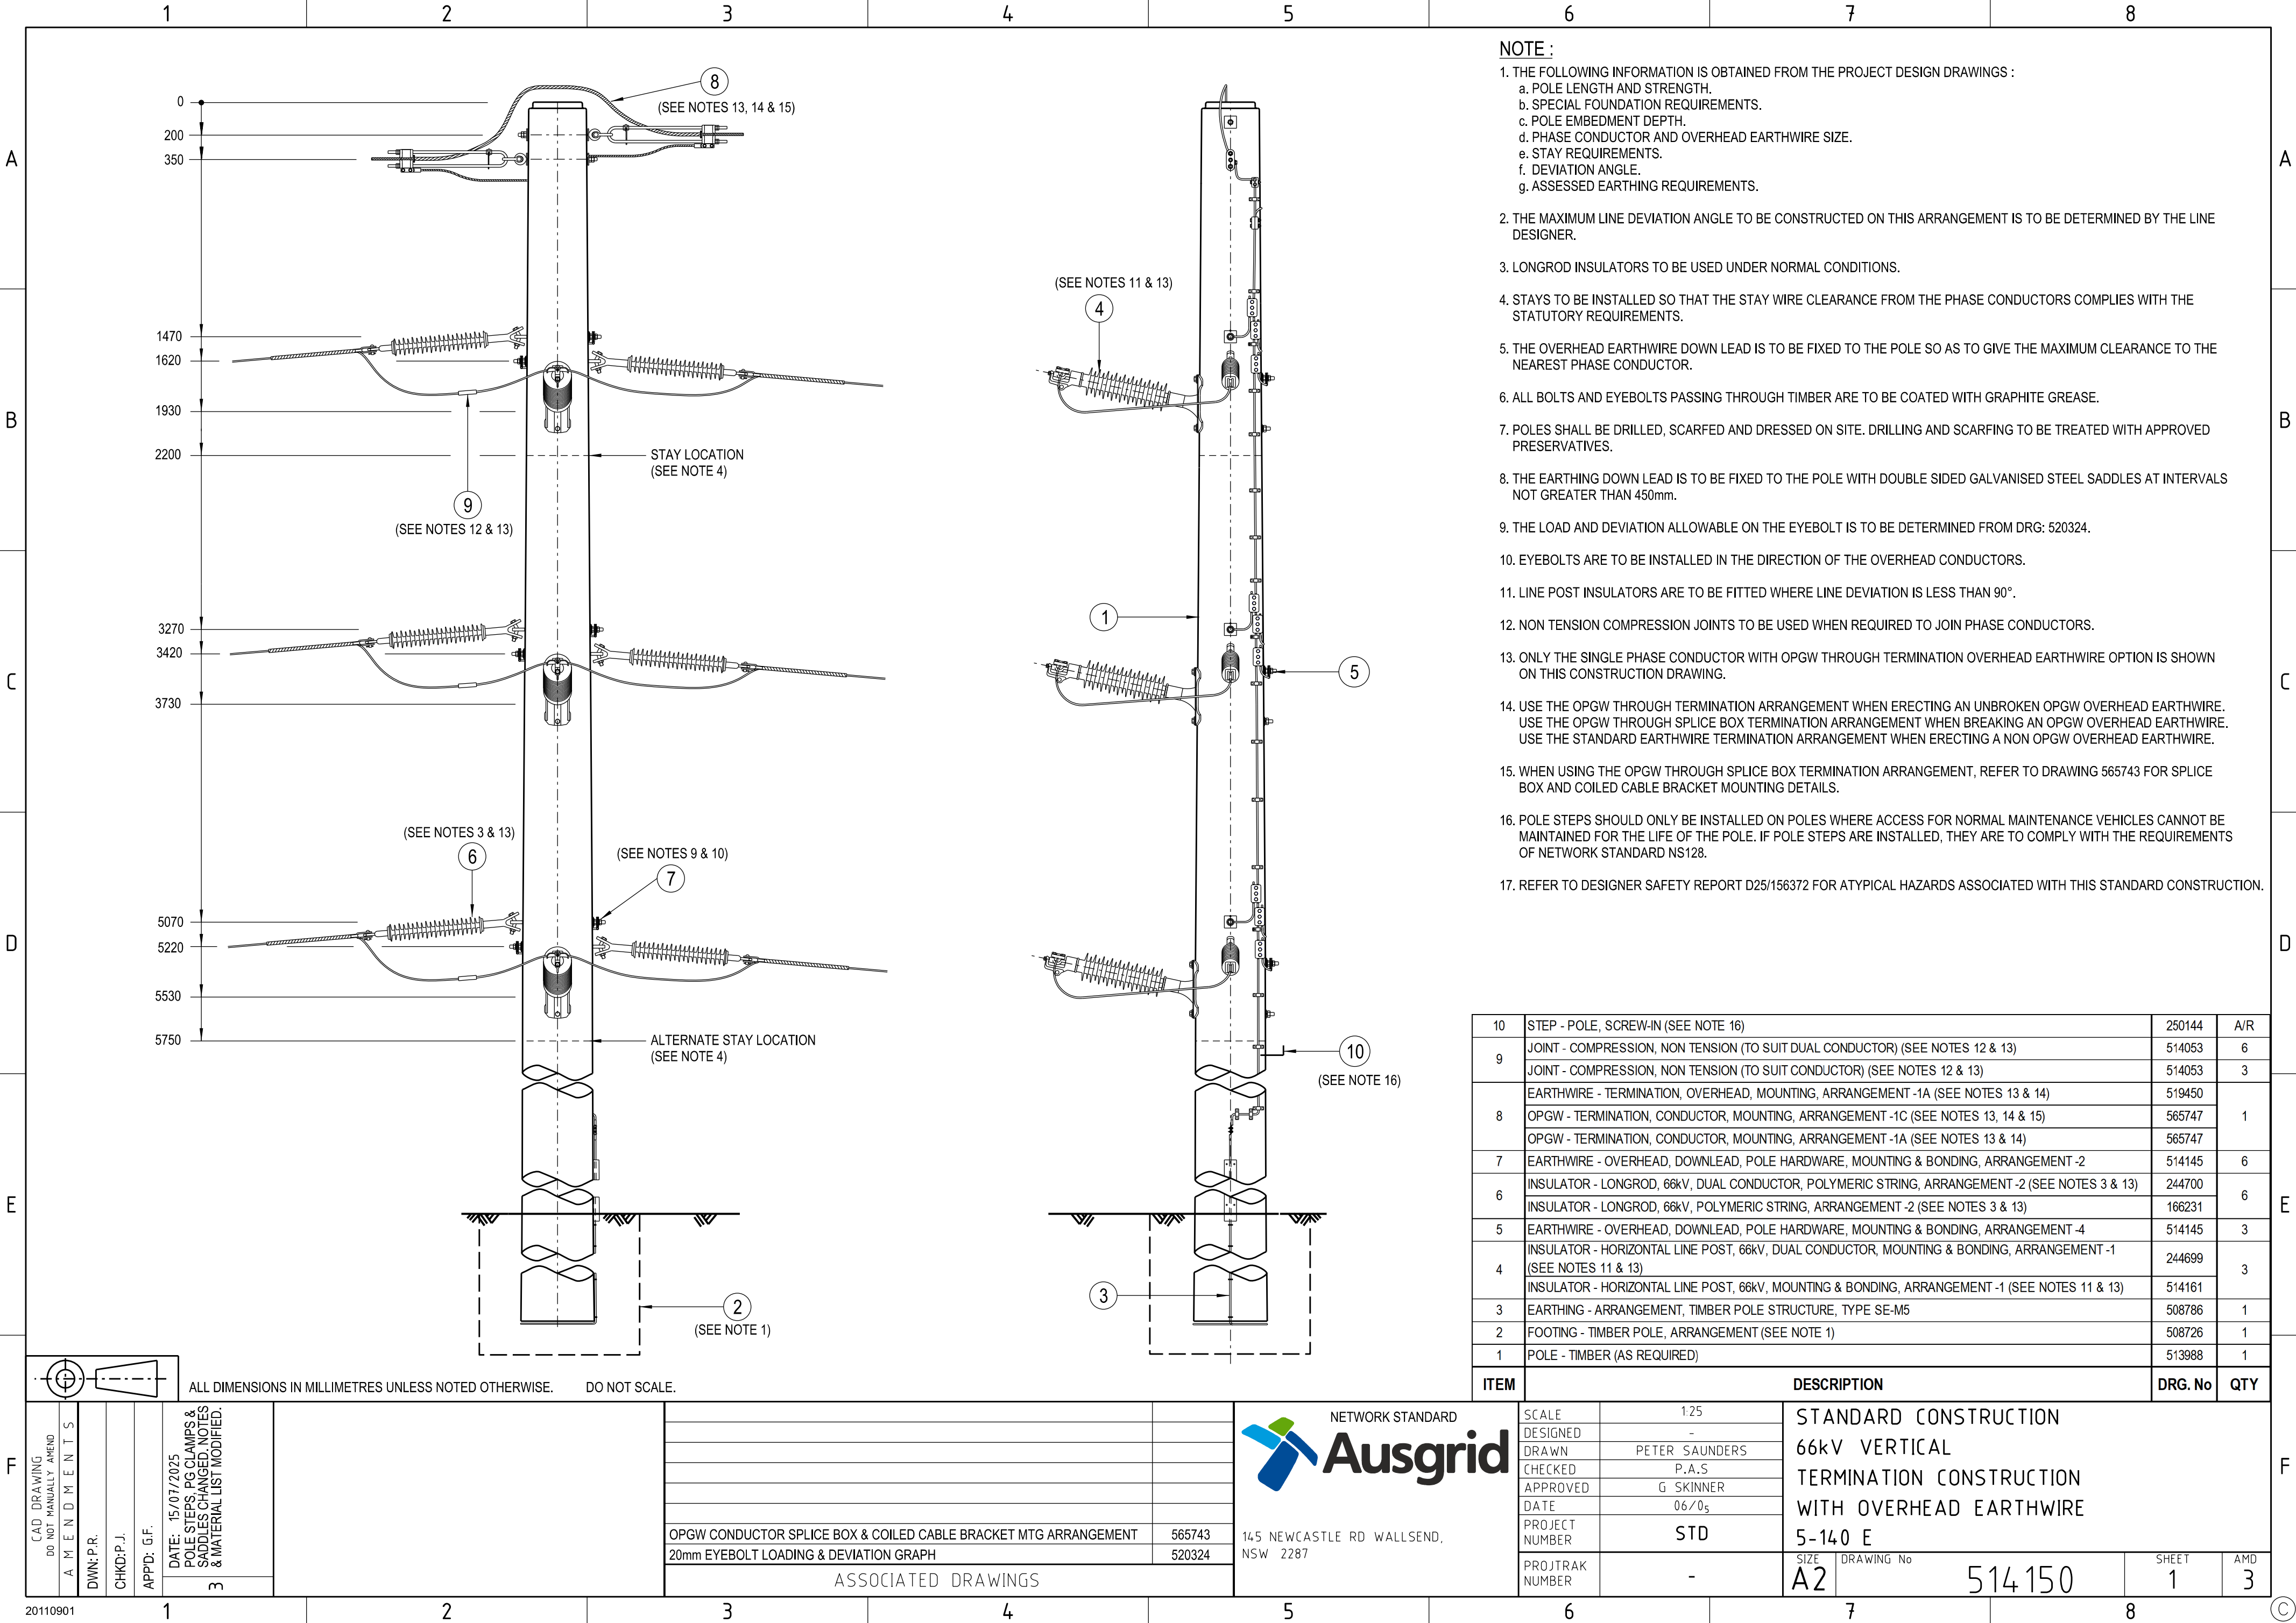 1 2 3 4 5 6 7 8
A
B
C
D
E
F
A
B
C
D
E
F
0
200
350
1470
1620
1930
2200
3270
3420
3730
5070
5220
5530
5750
8
(SEE NOTES 13, 14 & 15)
STAY LOCATION
(SEE NOTE 4)
9
(SEE NOTES 12 & 13)
(SEE NOTES 3 & 13)
6
(SEE NOTES 9 & 10)
7
ALTERNATE STAY LOCATION
(SEE NOTE 4)
2
(SEE NOTE 1)
(SEE NOTES 11 & 13)
4
1
5
10
(SEE NOTE 16)
3
NOTE :
1. THE FOLLOWING INFORMATION IS OBTAINED FROM THE PROJECT DESIGN DRAWINGS :
a. POLE LENGTH AND STRENGTH.
b. SPECIAL FOUNDATION REQUIREMENTS.
c. POLE EMBEDMENT DEPTH.
d. PHASE CONDUCTOR AND OVERHEAD EARTHWIRE SIZE.
e. STAY REQUIREMENTS.
f. DEVIATION ANGLE.
g. ASSESSED EARTHING REQUIREMENTS.
2. THE MAXIMUM LINE DEVIATION ANGLE TO BE CONSTRUCTED ON THIS ARRANGEMENT IS TO BE DETERMINED BY THE LINE
DESIGNER.
3. LONGROD INSULATORS TO BE USED UNDER NORMAL CONDITIONS.
4. STAYS TO BE INSTALLED SO THAT THE STAY WIRE CLEARANCE FROM THE PHASE CONDUCTORS COMPLIES WITH THE
STATUTORY REQUIREMENTS.
5. THE OVERHEAD EARTHWIRE DOWN LEAD IS TO BE FIXED TO THE POLE SO AS TO GIVE THE MAXIMUM CLEARANCE TO THE
NEAREST PHASE CONDUCTOR.
6. ALL BOLTS AND EYEBOLTS PASSING THROUGH TIMBER ARE TO BE COATED WITH GRAPHITE GREASE.
7. POLES SHALL BE DRILLED, SCARFED AND DRESSED ON SITE. DRILLING AND SCARFING TO BE TREATED WITH APPROVED
PRESERVATIVES.
8. THE EARTHING DOWN LEAD IS TO BE FIXED TO THE POLE WITH DOUBLE SIDED GALVANISED STEEL SADDLES AT INTERVALS
NOT GREATER THAN 450mm.
9. THE LOAD AND DEVIATION ALLOWABLE ON THE EYEBOLT IS TO BE DETERMINED FROM DRG: 520324.
10. EYEBOLTS ARE TO BE INSTALLED IN THE DIRECTION OF THE OVERHEAD CONDUCTORS.
11. LINE POST INSULATORS ARE TO BE FITTED WHERE LINE DEVIATION IS LESS THAN 90°.
12. NON TENSION COMPRESSION JOINTS TO BE USED WHEN REQUIRED TO JOIN PHASE CONDUCTORS.
13. ONLY THE SINGLE PHASE CONDUCTOR WITH OPGW THROUGH TERMINATION OVERHEAD EARTHWIRE OPTION IS SHOWN
ON THIS CONSTRUCTION DRAWING.
14. USE THE OPGW THROUGH TERMINATION ARRANGEMENT WHEN ERECTING AN UNBROKEN OPGW OVERHEAD EARTHWIRE.
USE THE OPGW THROUGH SPLICE BOX TERMINATION ARRANGEMENT WHEN BREAKING AN OPGW OVERHEAD EARTHWIRE.
USE THE STANDARD EARTHWIRE TERMINATION ARRANGEMENT WHEN ERECTING A NON OPGW OVERHEAD EARTHWIRE.
15. WHEN USING THE OPGW THROUGH SPLICE BOX TERMINATION ARRANGEMENT, REFER TO DRAWING 565743 FOR SPLICE
BOX AND COILED CABLE BRACKET MOUNTING DETAILS.
16. POLE STEPS SHOULD ONLY BE INSTALLED ON POLES WHERE ACCESS FOR NORMAL MAINTENANCE VEHICLES CANNOT BE
MAINTAINED FOR THE LIFE OF THE POLE. IF POLE STEPS ARE INSTALLED, THEY ARE TO COMPLY WITH THE REQUIREMENTS
OF NETWORK STANDARD NS128.
17. REFER TO DESIGNER SAFETY REPORT D25/156372 FOR ATYPICAL HAZARDS ASSOCIATED WITH THIS STANDARD CONSTRUCTION.
10 STEP - POLE, SCREW-IN (SEE NOTE 16) 250144 A/R
9 JOINT - COMPRESSION, NON TENSION (TO SUIT DUAL CONDUCTOR) (SEE NOTES 12 & 13) 514053 6
JOINT - COMPRESSION, NON TENSION (TO SUIT CONDUCTOR) (SEE NOTES 12 & 13) 514053 3
EARTHWIRE - TERMINATION, OVERHEAD, MOUNTING, ARRANGEMENT -1A (SEE NOTES 13 & 14) 519450
8 OPGW - TERMINATION, CONDUCTOR, MOUNTING, ARRANGEMENT -1C (SEE NOTES 13, 14 & 15) 565747 1
OPGW - TERMINATION, CONDUCTOR, MOUNTING, ARRANGEMENT -1A (SEE NOTES 13 & 14) 565747
7 EARTHWIRE - OVERHEAD, DOWNLEAD, POLE HARDWARE, MOUNTING & BONDING, ARRANGEMENT -2 514145 6
6 INSULATOR - LONGROD, 66kV, DUAL CONDUCTOR, POLYMERIC STRING, ARRANGEMENT -2 (SEE NOTES 3 & 13) 244700 6
INSULATOR - LONGROD, 66kV, POLYMERIC STRING, ARRANGEMENT -2 (SEE NOTES 3 & 13) 166231
5 EARTHWIRE - OVERHEAD, DOWNLEAD, POLE HARDWARE, MOUNTING & BONDING, ARRANGEMENT -4 514145 3
4 INSULATOR - HORIZONTAL LINE POST, 66kV, DUAL CONDUCTOR, MOUNTING & BONDING, ARRANGEMENT -1 244699 3
(SEE NOTES 11 & 13)
INSULATOR - HORIZONTAL LINE POST, 66kV, MOUNTING & BONDING, ARRANGEMENT -1 (SEE NOTES 11 & 13) 514161
3 EARTHING - ARRANGEMENT, TIMBER POLE STRUCTURE, TYPE SE-M5 508786 1
2 FOOTING - TIMBER POLE, ARRANGEMENT (SEE NOTE 1) 508726 1
1 POLE - TIMBER (AS REQUIRED) 513988 1
ITEM DESCRIPTION DRG. No QTY
ALL DIMENSIONS IN MILLIMETRES UNLESS NOTED OTHERWISE. DO NOT SCALE.
CAD DRAWING
DO NOT MANUALLY AMEND
AMENDMENTS
DWN: P.R.
CHKD: P.J.
APP'D: G.F.
DATE: 15/07/2025
POLE STEPS, PG CLAMPS &
SADDLES CHANGED. NOTES
& MATERIAL LIST MODIFIED.
3
OPGW CONDUCTOR SPLICE BOX & COILED CABLE BRACKET MTG ARRANGEMENT 565743
20mm EYEBOLT LOADING & DEVIATION GRAPH 520324
ASSOCIATED DRAWINGS
NETWORK STANDARD
Ausgrid
145 NEWCASTLE RD WALLSEND,
NSW 2287
SCALE 1:25
DESIGNED -
DRAWN PETER SAUNDERS
CHECKED P.A.S
APPROVED G SKINNER
DATE 06/05
PROJECT
NUMBER STD
PROJTRAK
NUMBER -
STANDARD CONSTRUCTION
66kV VERTICAL
TERMINATION CONSTRUCTION
WITH OVERHEAD EARTHWIRE
5-140 E
SIZE A2
DRAWING No 514150
SHEET 1
AMD 3
20110901
1 2 3 4 5 6 7 8
©